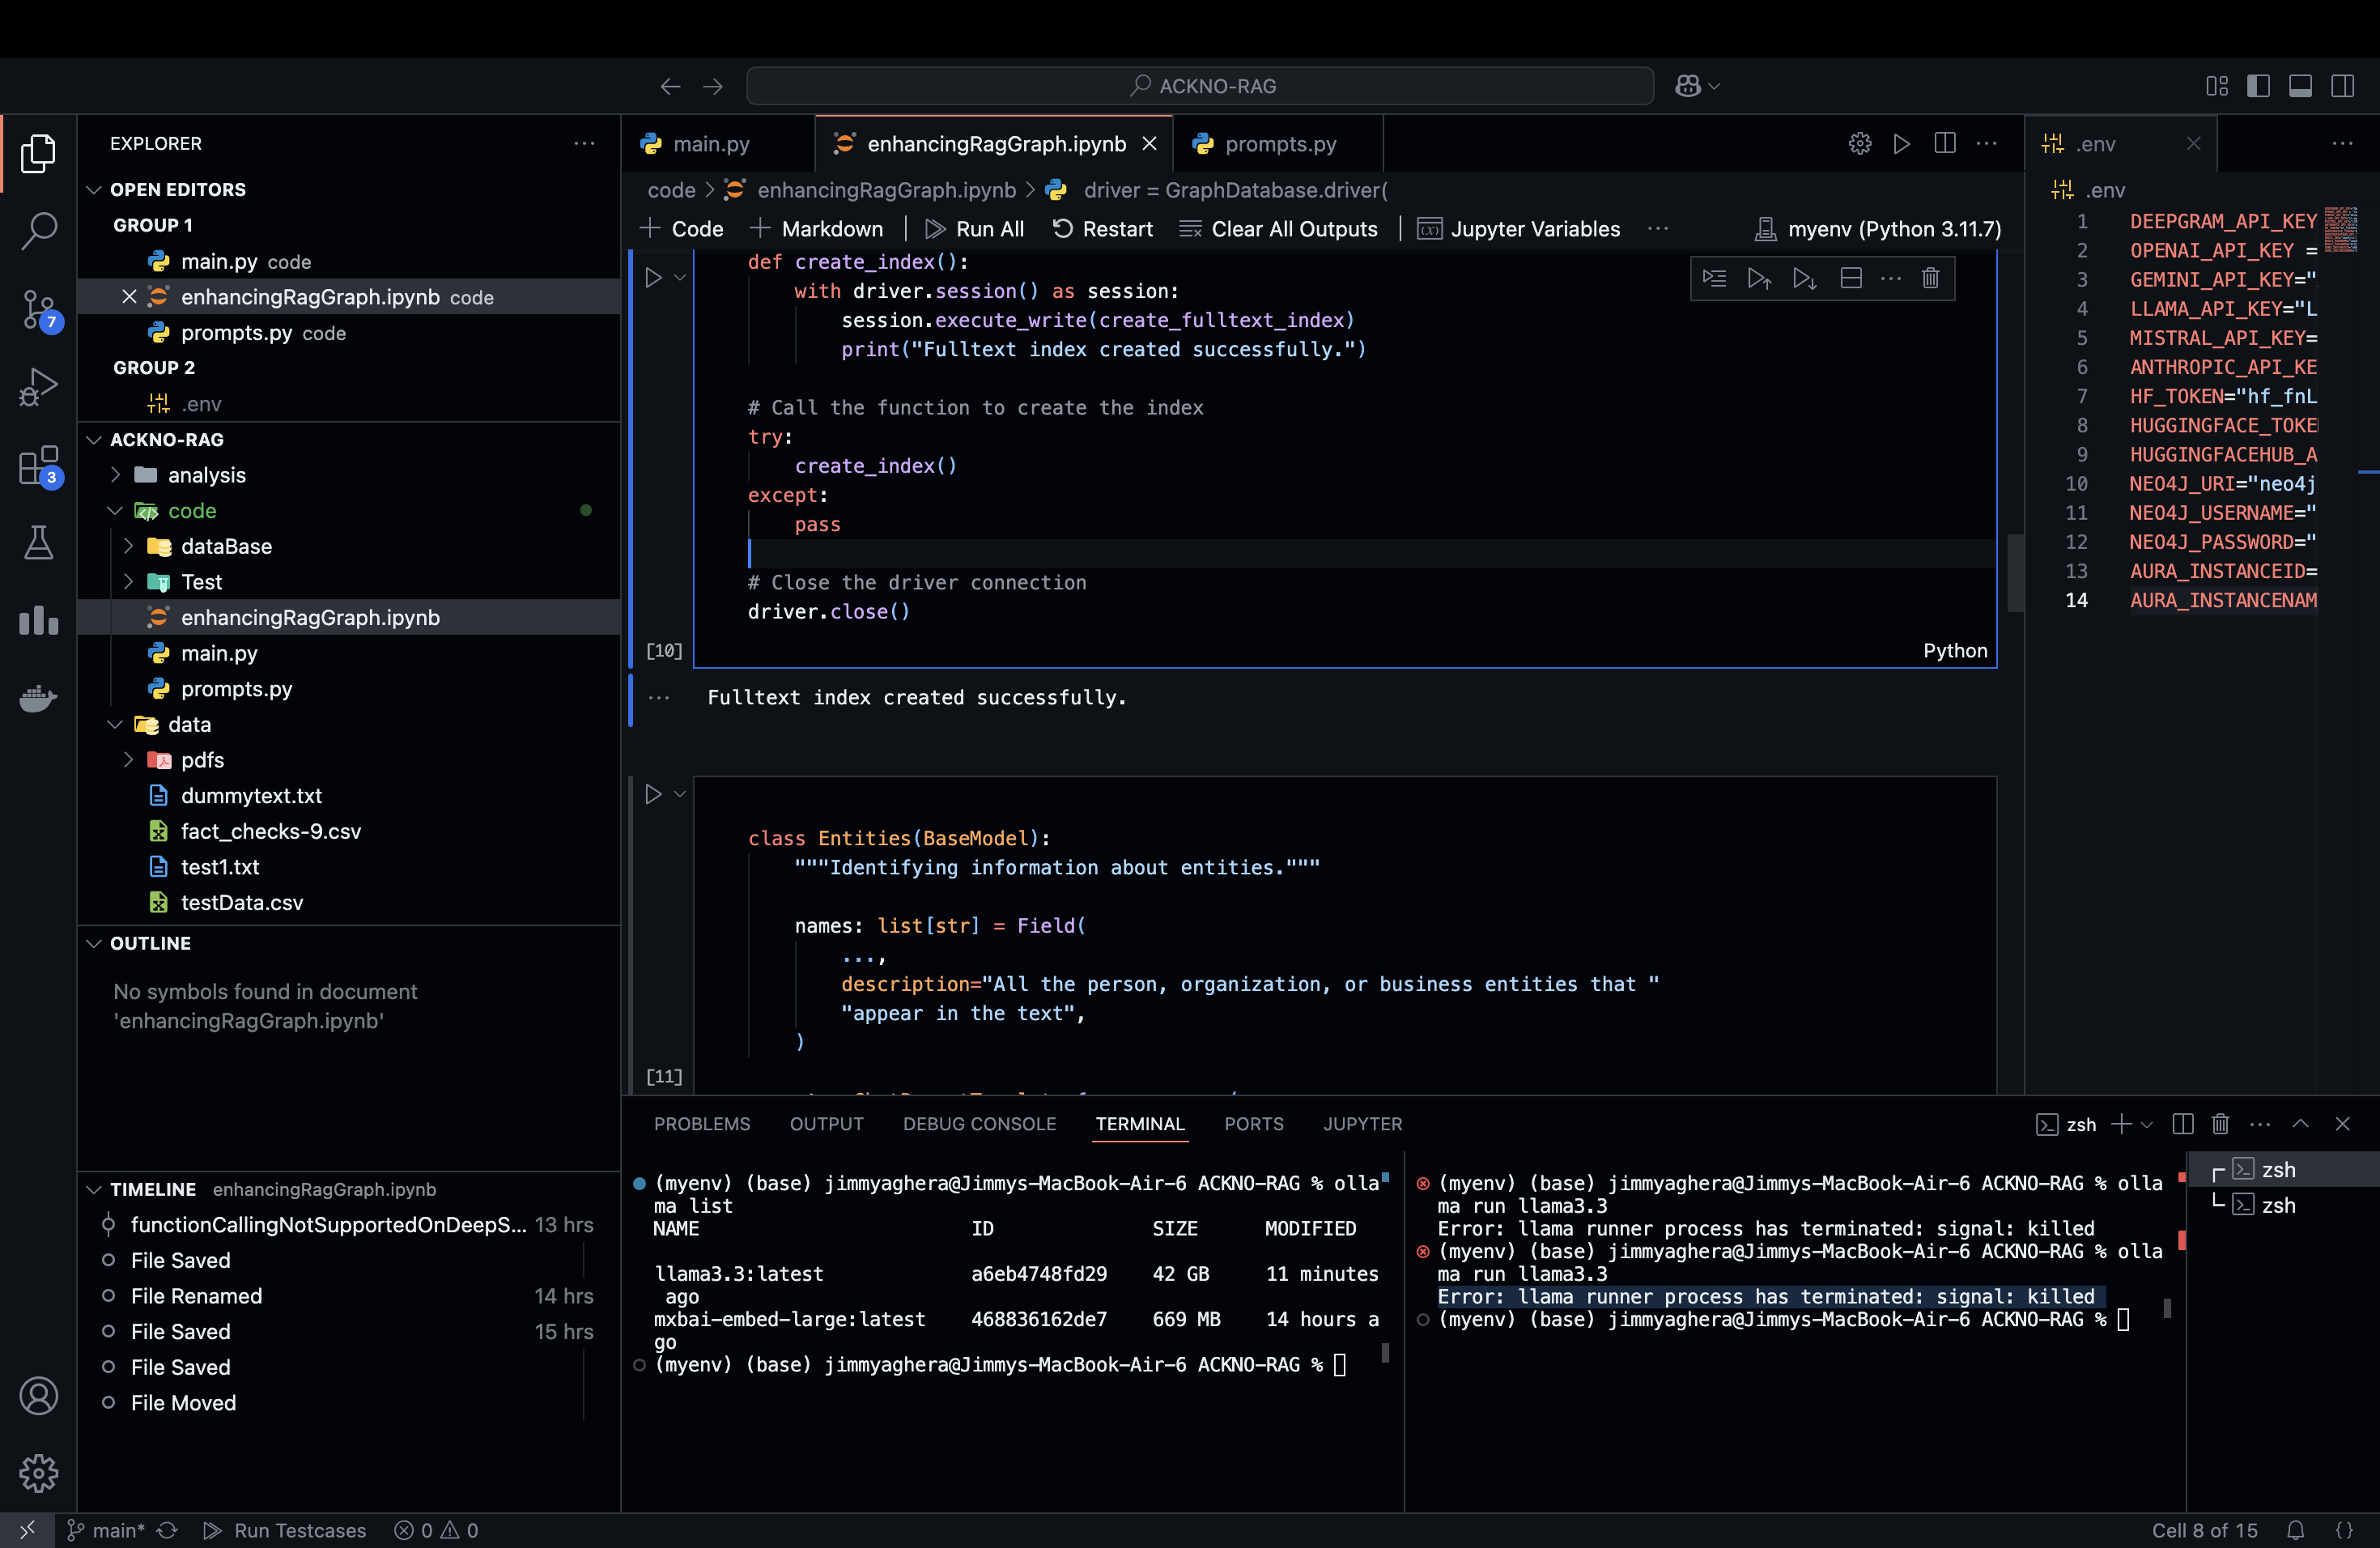 ACKNO-RAG
EXPLORER
OPEN EDITORS
GROUP 1
main.py code
enhancingRagGraph.ipynb code
prompts.py code
GROUP 2
.env
ACKNO-RAG
analysis
code
dataBase
Test
enhancingRagGraph.ipynb
main.py
prompts.py
data
pdfs
dummytext.txt
fact_checks-9.csv
test1.txt
testData.csv
OUTLINE
No symbols found in document
'enhancingRagGraph.ipynb'
TIMELINE enhancingRagGraph.ipynb
functionCallingNotSupportedOnDeepS... 13 hrs
File Saved
File Renamed 14 hrs
File Saved 15 hrs
File Saved
File Moved
7
3
main.py
enhancingRagGraph.ipynb
prompts.py
code > enhancingRagGraph.ipynb > driver = GraphDatabase.driver(
+ Code + Markdown | Run All Restart Clear All Outputs | Jupyter Variables ... myenv (Python 3.11.7)
def create_index():
with driver.session() as session:
session.execute_write(create_fulltext_index)
print("Fulltext index created successfully.")
# Call the function to create the index
try:
create_index()
except:
pass
# Close the driver connection
driver.close()
[10]
Python
Fulltext index created successfully.
class Entities(BaseModel):
"""Identifying information about entities."""
names: list[str] = Field(
...,
description="All the person, organization, or business entities that "
"appear in the text",
)
[11]
.env
.env
1 DEEPGRAM_API_KEY
2 OPENAI_API_KEY =
3 GEMINI_API_KEY="
4 LLAMA_API_KEY="L
5 MISTRAL_API_KEY=
6 ANTHROPIC_API_KE
7 HF_TOKEN="hf_fnL
8 HUGGINGFACE_TOKE
9 HUGGINGFACEHUB_A
10 NEO4J_URI="neo4j
11 NEO4J_USERNAME="
12 NEO4J_PASSWORD="
13 AURA_INSTANCEID=
14 AURA_INSTANCENAM
PROBLEMS OUTPUT DEBUG CONSOLE TERMINAL PORTS JUPYTER
zsh
(myenv) (base) jimmyaghera@Jimmys-MacBook-Air-6 ACKNO-RAG % olla
ma list
NAME ID SIZE MODIFIED
llama3.3:latest a6eb4748fd29 42 GB 11 minutes
ago
mxbai-embed-large:latest 468836162de7 669 MB 14 hours a
go
(myenv) (base) jimmyaghera@Jimmys-MacBook-Air-6 ACKNO-RAG %
(myenv) (base) jimmyaghera@Jimmys-MacBook-Air-6 ACKNO-RAG % olla
ma run llama3.3
Error: llama runner process has terminated: signal: killed
(myenv) (base) jimmyaghera@Jimmys-MacBook-Air-6 ACKNO-RAG % olla
ma run llama3.3
Error: llama runner process has terminated: signal: killed
(myenv) (base) jimmyaghera@Jimmys-MacBook-Air-6 ACKNO-RAG %
zsh
zsh
main* Run Testcases 0 0
Cell 8 of 15